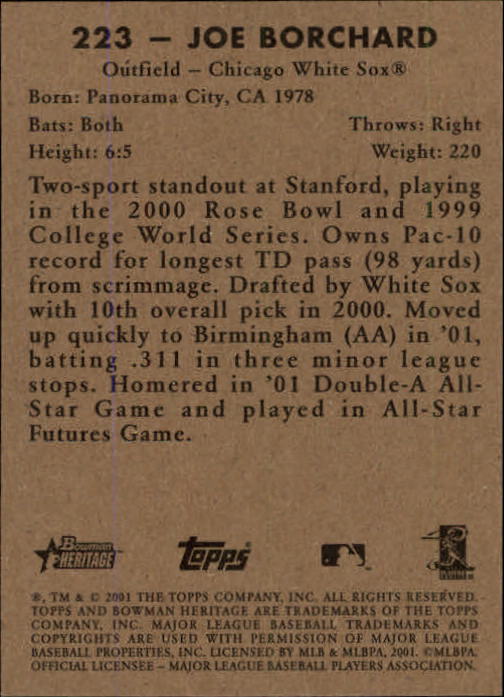 223 – JOE BORCHARD
Outfield – Chicago White Sox®
Born: Panorama City, CA 1978
Bats: Both Throws: Right
Height: 6:5 Weight: 220
Two-sport standout at Stanford, playing
in the 2000 Rose Bowl and 1999
College World Series. Owns Pac-10
record for longest TD pass (98 yards)
from scrimmage. Drafted by White Sox
with 10th overall pick in 2000. Moved
up quickly to Birmingham (AA) in '01,
batting .311 in three minor league
stops. Homered in '01 Double-A All-
Star Game and played in All-Star
Futures Game.
Bowman HERITAGE Topps
®, TM & © 2001 THE TOPPS COMPANY, INC. ALL RIGHTS RESERVED.
TOPPS AND BOWMAN HERITAGE ARE TRADEMARKS OF THE TOPPS
COMPANY, INC. MAJOR LEAGUE BASEBALL TRADEMARKS AND
COPYRIGHTS ARE USED WITH PERMISSION OF MAJOR LEAGUE
BASEBALL PROPERTIES, INC. LICENSED BY MLB & MLBPA, 2001. ©MLBPA.
OFFICIAL LICENSEE – MAJOR LEAGUE BASEBALL PLAYERS ASSOCIATION.